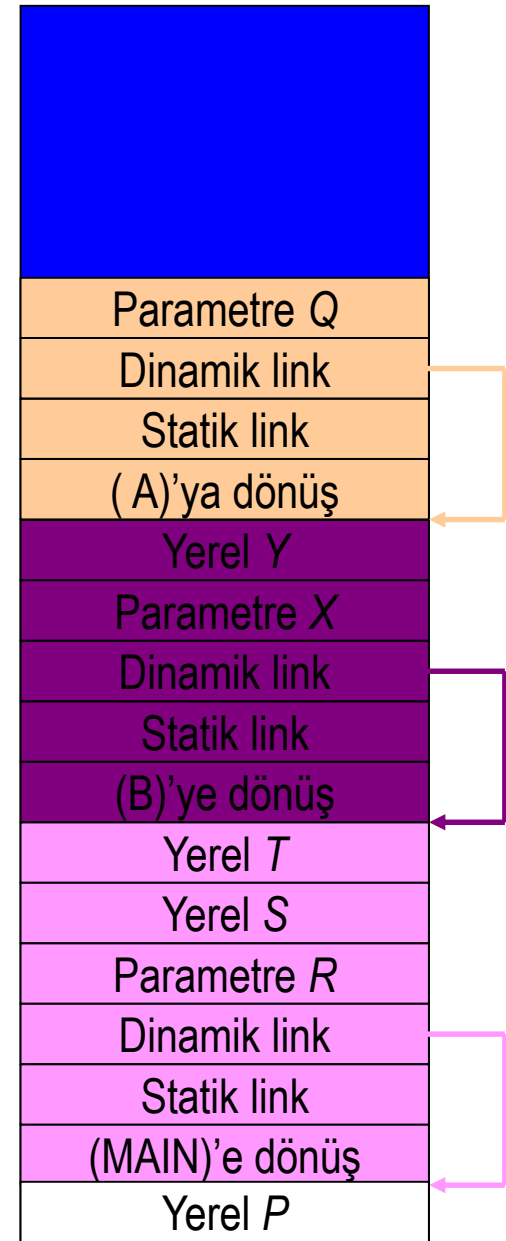 Parametre Q
Dinamik link
Statik link
( A)’ya dönüş
Yerel Y
Parametre X
Dinamik link
Statik link
(B)’ye dönüş
Yerel T
Yerel S
Parametre R
Dinamik link
Statik link
(MAIN)’e dönüş
Yerel P